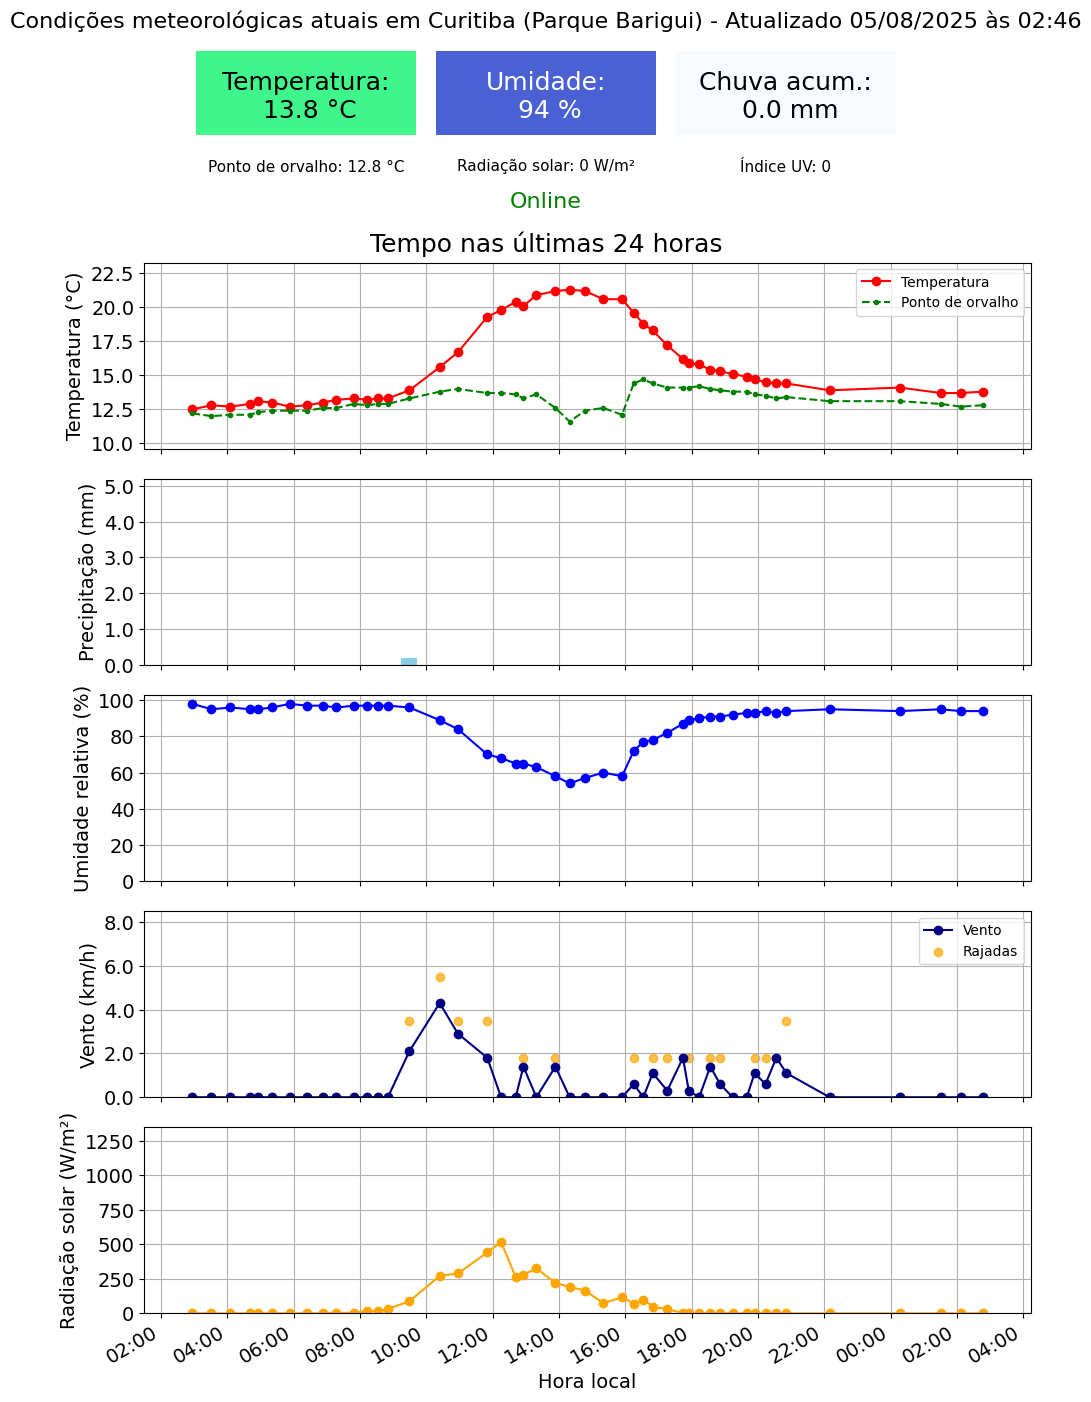 Condições meteorológicas atuais em Curitiba (Parque Barigui) - Atualizado 05/08/2025 às 02:46
Temperatura:
13.8 °C
Umidade:
94 %
Chuva acum.:
0.0 mm
Ponto de orvalho: 12.8 °C
Radiação solar: 0 W/m²
Índice UV: 0
Online
Tempo nas últimas 24 horas
Temperatura (°C)
22.5
20.0
17.5
15.0
12.5
10.0
Temperatura
Ponto de orvalho
Precipitação (mm)
5.0
4.0
3.0
2.0
1.0
0.0
Umidade relativa (%)
100
80
60
40
20
0
Vento (km/h)
8.0
6.0
4.0
2.0
0.0
Vento
Rajadas
Radiação solar (W/m²)
1250
1000
750
500
250
0
02:00
04:00
06:00
08:00
10:00
12:00
14:00
16:00
18:00
20:00
22:00
00:00
02:00
04:00
Hora local